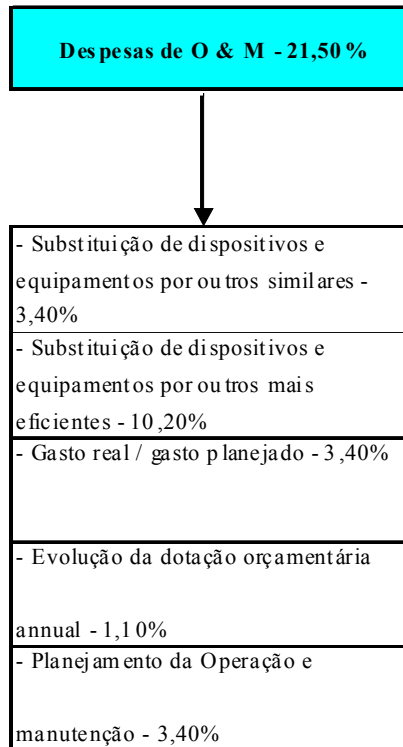 Despesas de O & M - 21,50%
- Substituição de dispositivos e
equipamentos por outros similares -
3,40%
- Substituição de dispositivos e
equipamentos por outros mais
eficientes - 10,20%
- Gasto real / gasto planejado - 3,40%
- Evolução da dotação orçamentária
annual - 1,10%
- Planejamento da Operação e
manutenção - 3,40%